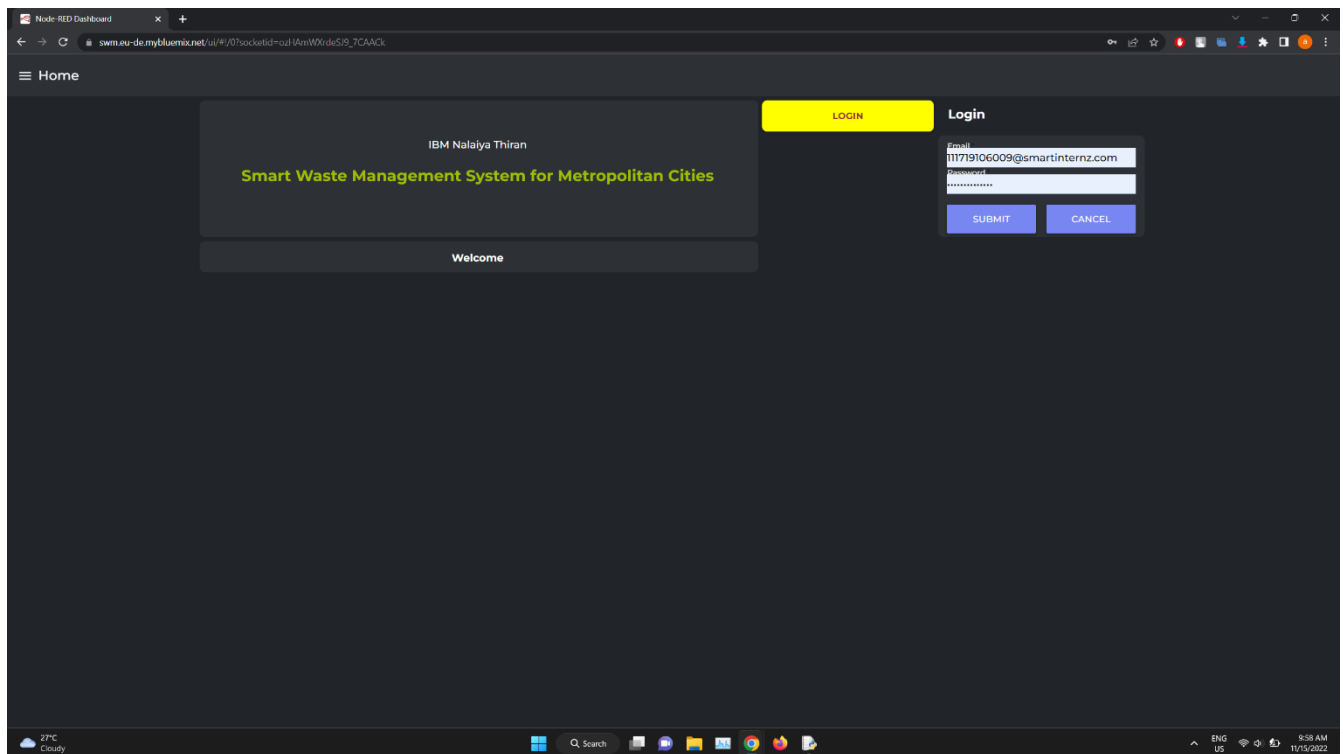 Node-RED Dashboard
swm.eu-de.mybluemix.net/ui/#!/0?socketid=ozHAmWXrdeSJ9_7CAACk
Home
IBM Nalaiya Thiran
Smart Waste Management System for Metropolitan Cities
Welcome
LOGIN
Login
Email
111719106009@smartinternz.com
Password
SUBMIT CANCEL
27°C
Cloudy
Search
ENG
US
9:58 AM
11/15/2022